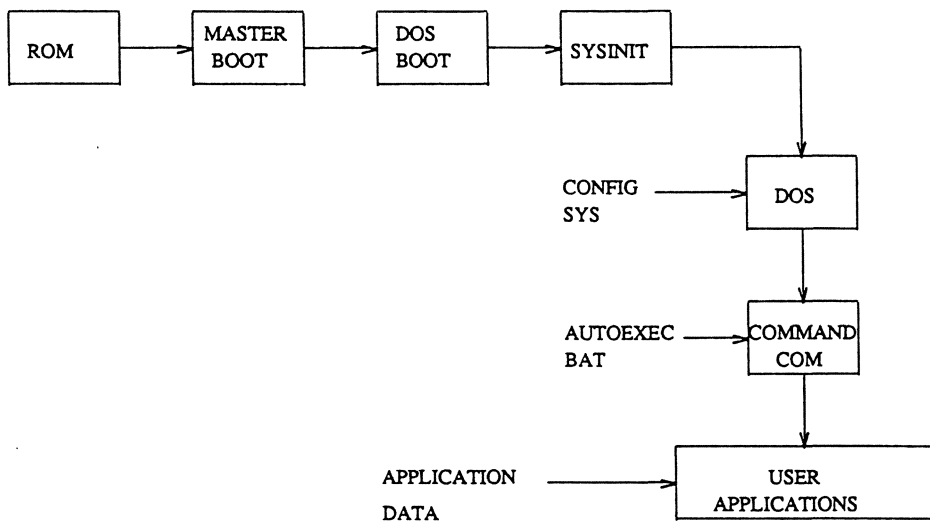 ROM
MASTER
BOOT
DOS
BOOT
SYSINIT
CONFIG
SYS
DOS
AUTOEXEC
BAT
COMMAND
COM
APPLICATION
DATA
USER
APPLICATIONS